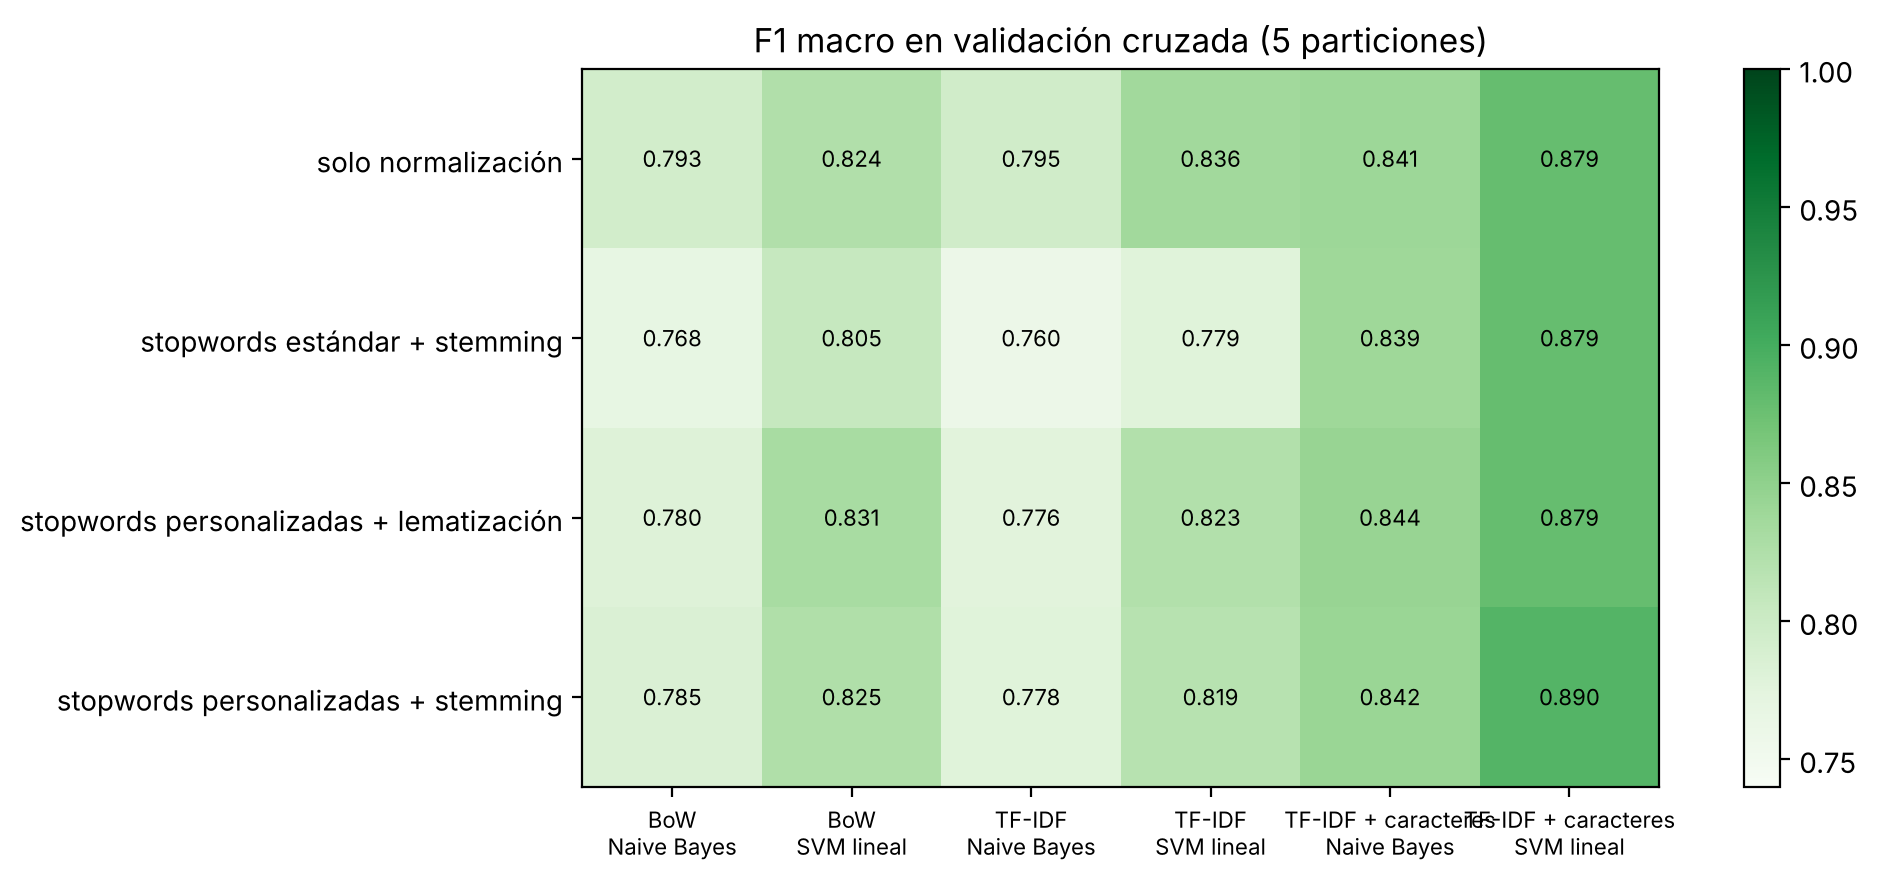 F1 macro en validación cruzada (5 particiones)
solo normalización 0.793 0.824 0.795 0.836 0.841 0.879
stopwords estándar + stemming 0.768 0.805 0.760 0.779 0.839 0.879
stopwords personalizadas + lematización 0.780 0.831 0.776 0.823 0.844 0.879
stopwords personalizadas + stemming 0.785 0.825 0.778 0.819 0.842 0.890
BoW BoW TF-IDF TF-IDF TF-IDF + caracteres TF-IDF + caracteres
Naive Bayes SVM lineal Naive Bayes SVM lineal Naive Bayes SVM lineal
1.00
0.95
0.90
0.85
0.80
0.75